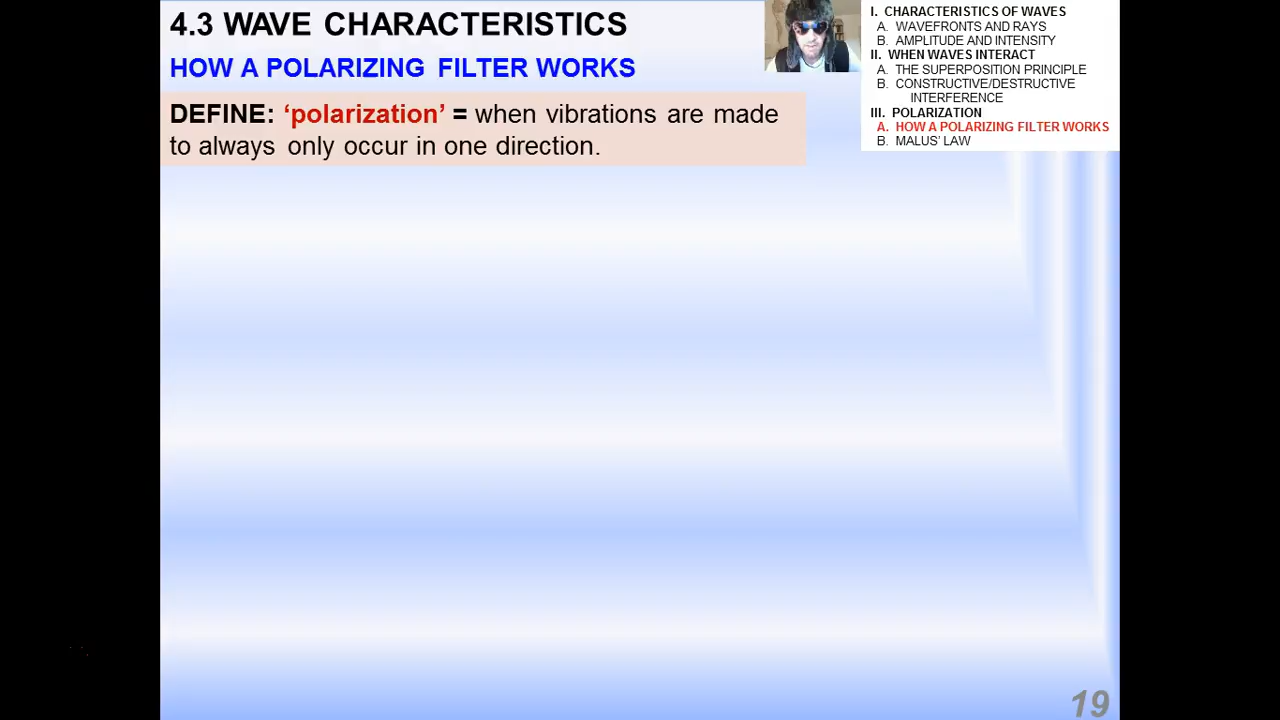 4.3 WAVE CHARACTERISTICS
HOW A POLARIZING FILTER WORKS
DEFINE: ‘polarization’ = when vibrations are made
to always only occur in one direction.
I. CHARACTERISTICS OF WAVES
A. WAVEFRONTS AND RAYS
B. AMPLITUDE AND INTENSITY
II. WHEN WAVES INTERACT
A. THE SUPERPOSITION PRINCIPLE
B. CONSTRUCTIVE/DESTRUCTIVE
INTERFERENCE
III. POLARIZATION
A. HOW A POLARIZING FILTER WORKS
B. MALUS’ LAW
19